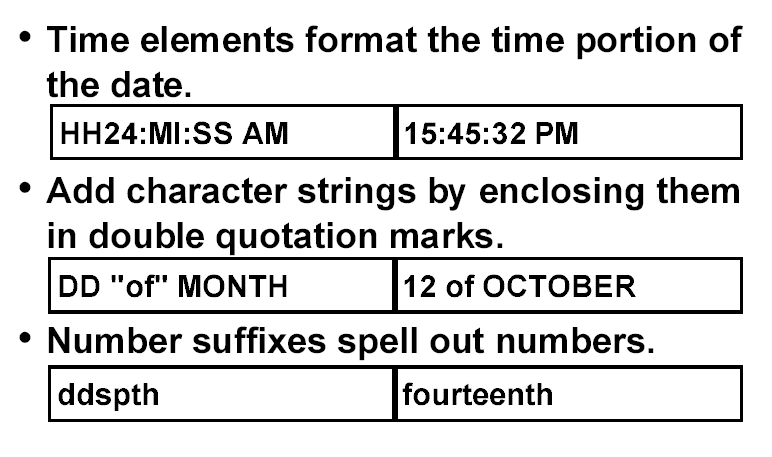 • Time elements format the time portion of
the date.
HH24:MI:SS AM 15:45:32 PM
• Add character strings by enclosing them
in double quotation marks.
DD "of" MONTH 12 of OCTOBER
• Number suffixes spell out numbers.
ddspth fourteenth